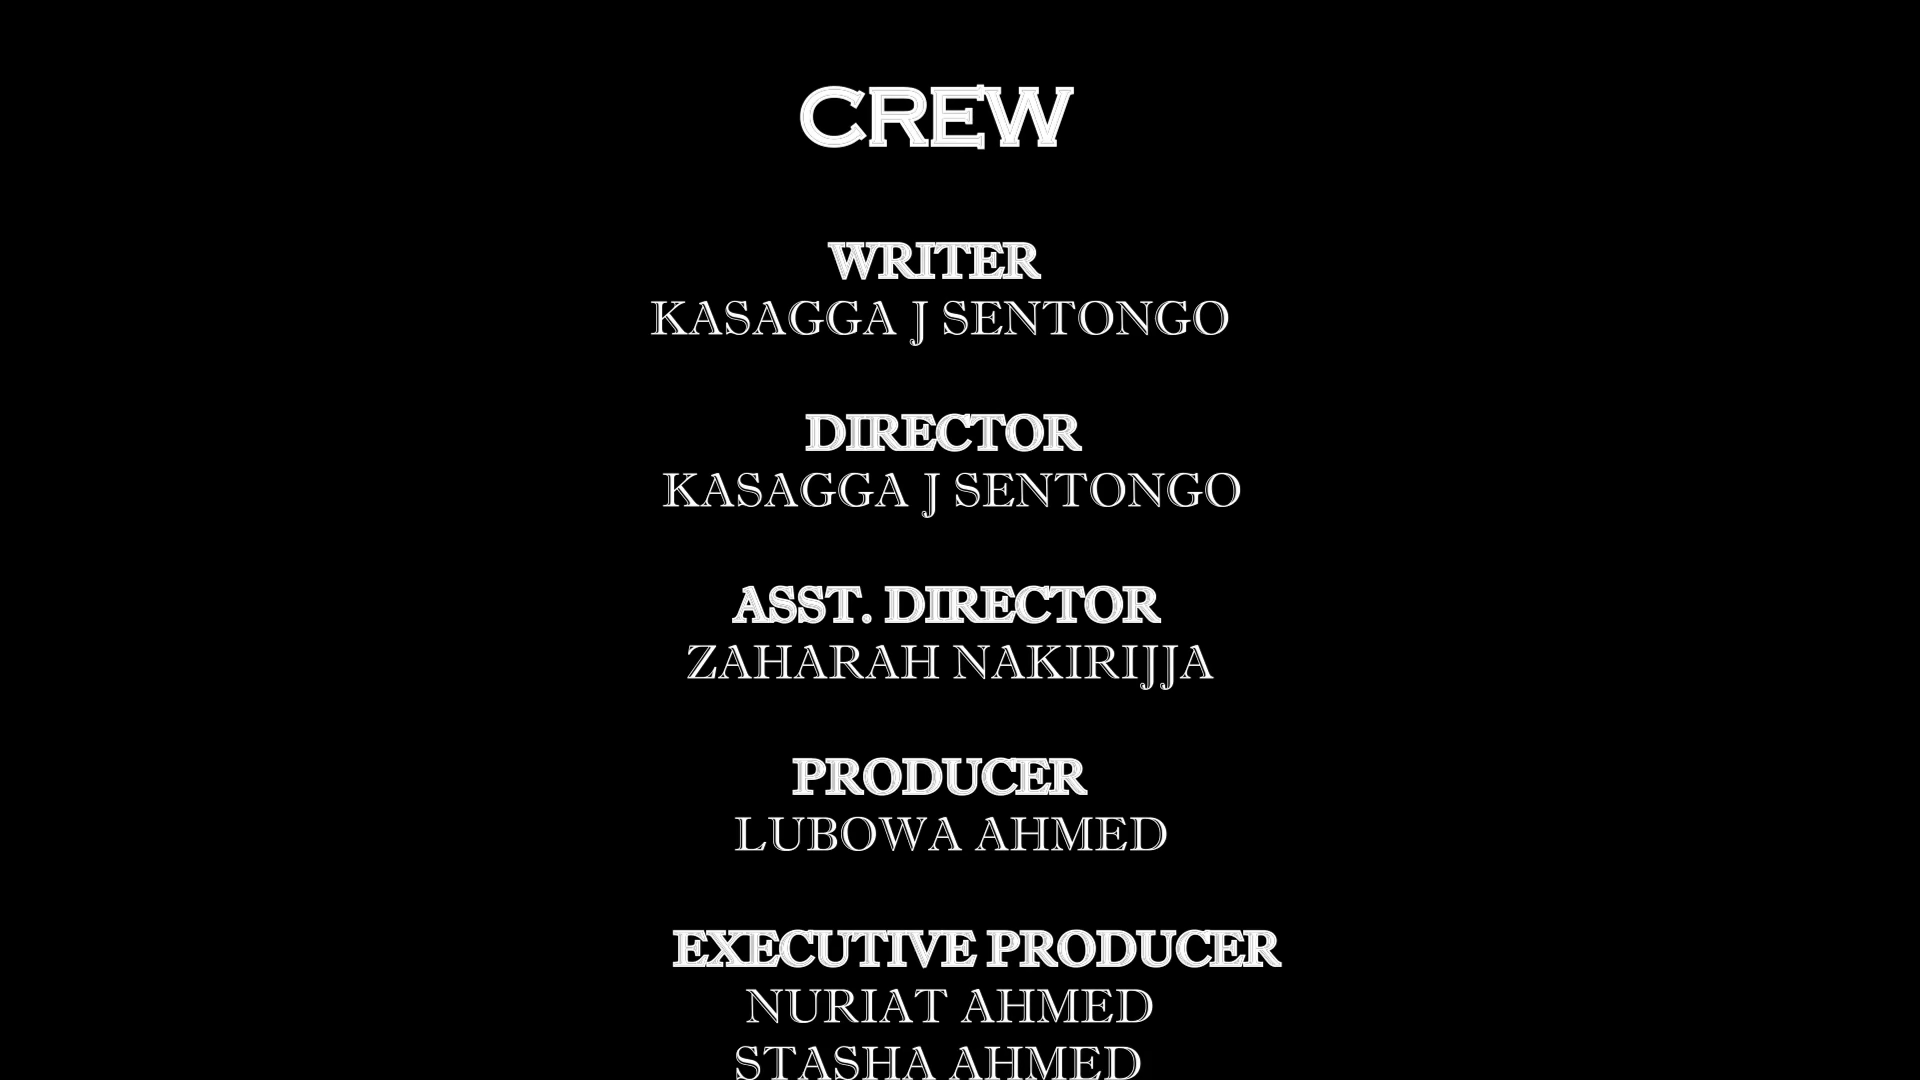 CREW
WRITER
KASAGGA J SENTONGO
DIRECTOR
KASAGGA J SENTONGO
ASST. DIRECTOR
ZAHARAH NAKIRIJJA
PRODUCER
LUBOWA AHMED
EXECUTIVE PRODUCER
NURIAT AHMED
STASHA AHMED